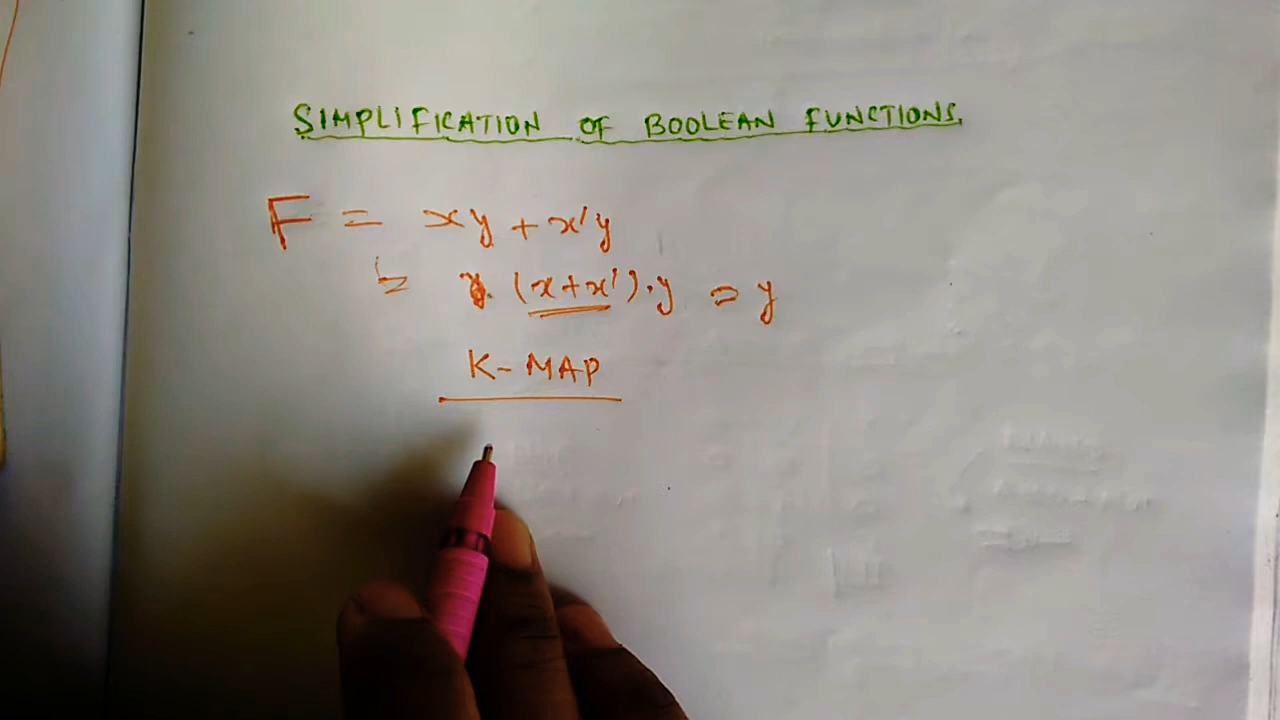 SIMPLIFICATION OF BOOLEAN FUNCTIONS.
F = xy + x'y
(x+x').y = y
K-MAP